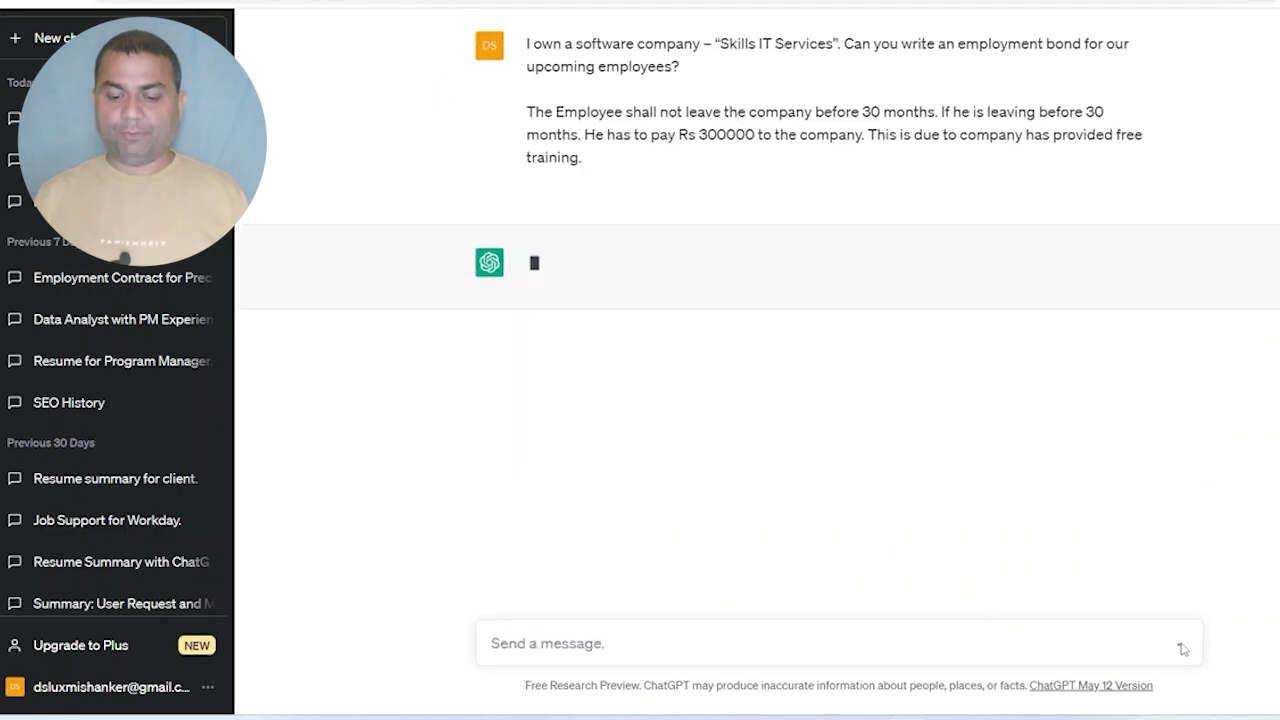 New ch
Toda
Previous 7 D
Employment Contract for Prec
Data Analyst with PM Experien
Resume for Program Manager
SEO History
Previous 30 Days
Resume summary for client.
Job Support for Workday.
Resume Summary with ChatG
Summary: User Request and M
Upgrade to Plus NEW
DS dsluxmishanker@gmail.c... ...
FAHRENHEIT
DS I own a software company – “Skills IT Services”. Can you write an employment bond for our
upcoming employees?
The Employee shall not leave the company before 30 months. If he is leaving before 30
months. He has to pay Rs 300000 to the company. This is due to company has provided free
training.
Send a message.
Free Research Preview. ChatGPT may produce inaccurate information about people, places, or facts. ChatGPT May 12 Version